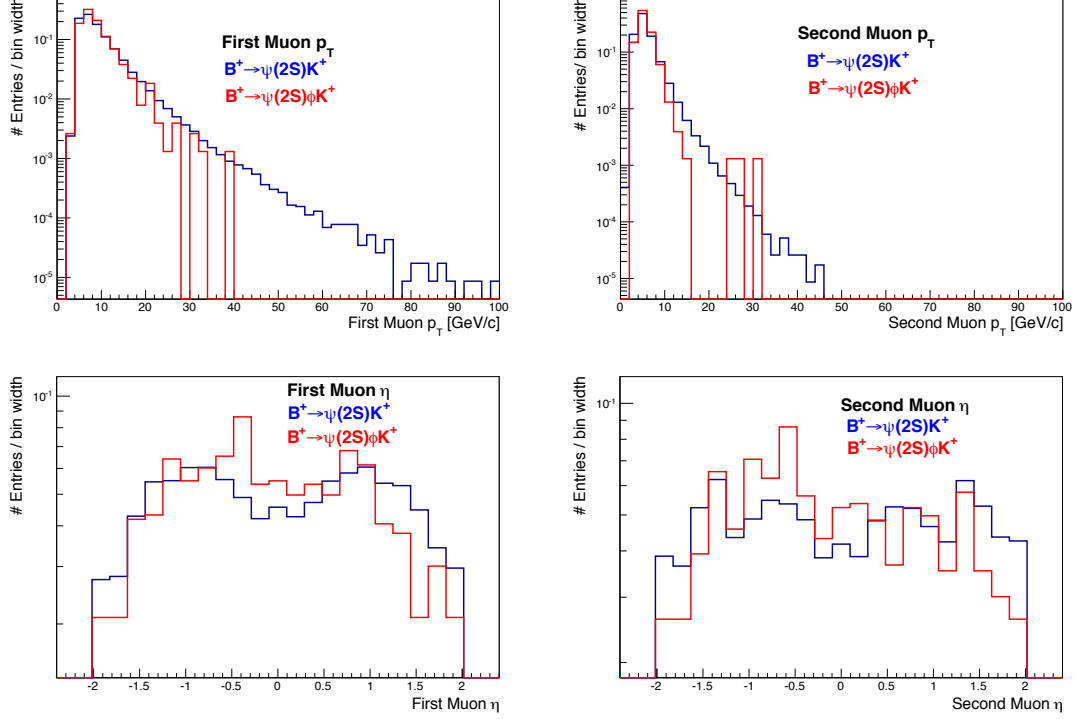 First Muon p_T
B⁺→ψ(2S)K⁺
B⁺→ψ(2S)ϕK⁺
# Entries / bin width
10⁻¹
10⁻²
10⁻³
10⁻⁴
10⁻⁵
0 10 20 30 40 50 60 70 80 90 100
First Muon p_T [GeV/c]
Second Muon p_T
B⁺→ψ(2S)K⁺
B⁺→ψ(2S)ϕK⁺
# Entries/ bin width
10⁻¹
10⁻²
10⁻³
10⁻⁴
10⁻⁵
0 10 20 30 40 50 60 70 80 90 100
Second Muon p_T [GeV/c]
First Muon η
B⁺→ψ(2S)K⁺
B⁺→ψ(2S)ϕK⁺
# Entries / bin width
10⁻¹
-2 -1.5 -1 -0.5 0 0.5 1 1.5 2
First Muon η
Second Muon η
B⁺→ψ(2S)K⁺
B⁺→ψ(2S)ϕK⁺
# Entries / bin width
10⁻¹
-2 -1.5 -1 -0.5 0 0.5 1 1.5 2
Second Muon η